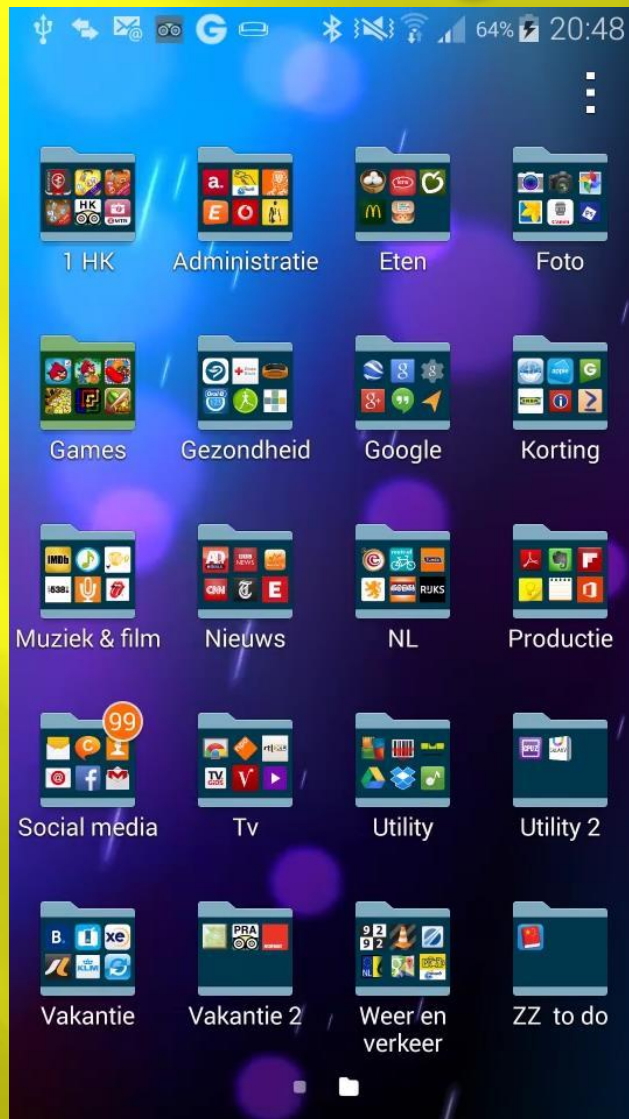 64% 20:48
1 HK Administratie Eten Foto
Games Gezondheid Google Korting
Muziek & film Nieuws NL Productie
99
Social media Tv Utility Utility 2
Vakantie Vakantie 2 Weer en verkeer ZZ to do